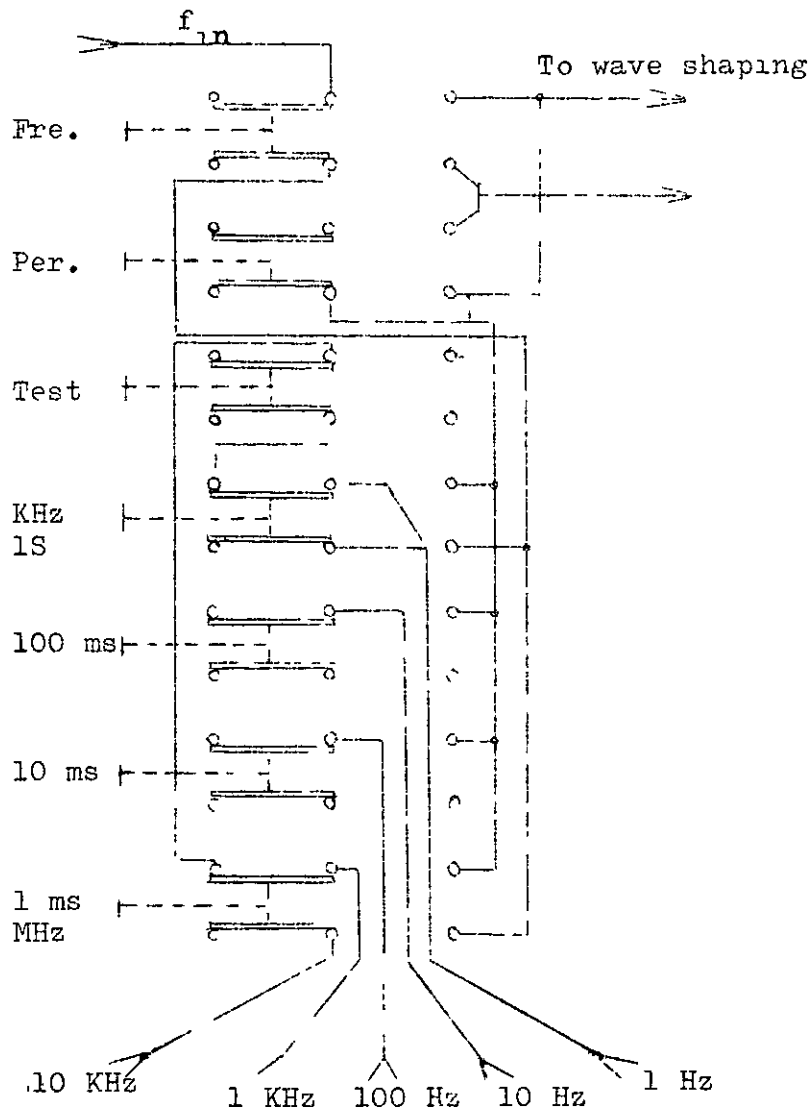 f in
To wave shaping
Fre.
Per.
Test
KHz
1S
100 ms
10 ms
1 ms
MHz
10 KHz
1 KHz
100 Hz
10 Hz
1 Hz